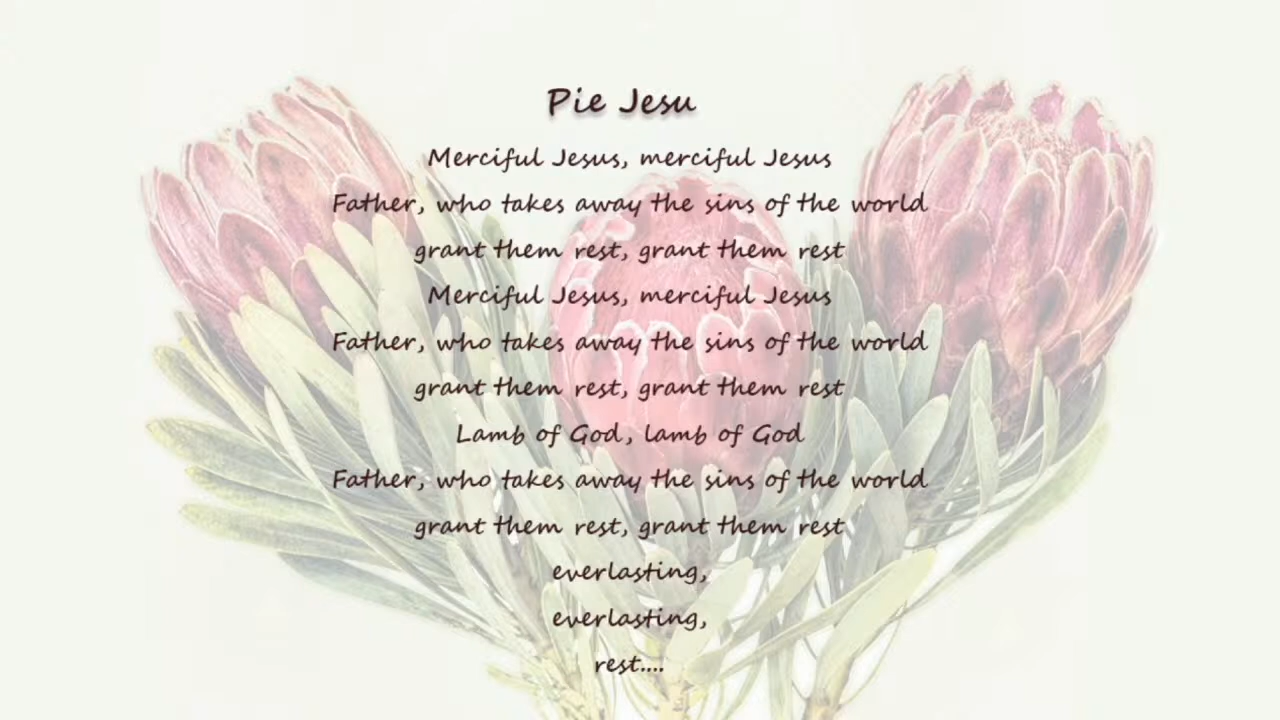 Pie Jesu
Merciful Jesus, merciful Jesus
Father, who takes away the sins of the world
grant them rest, grant them rest
Merciful Jesus, merciful Jesus
Father, who takes away the sins of the world
grant them rest, grant them rest
Lamb of God, lamb of God
Father, who takes away the sins of the world
grant them rest, grant them rest
everlasting,
everlasting,
rest....